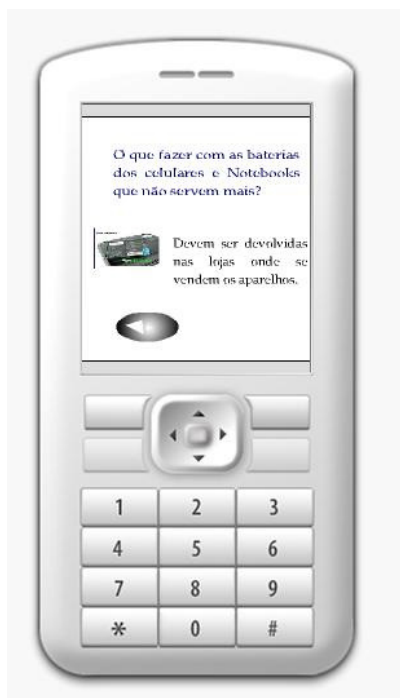 O que fazer com as baterias
dos celulares e Notebooks
que não servem mais?
Devem ser devolvidas
nas lojas onde se
vendem os aparelhos.
1 2 3
4 5 6
7 8 9
* 0 #